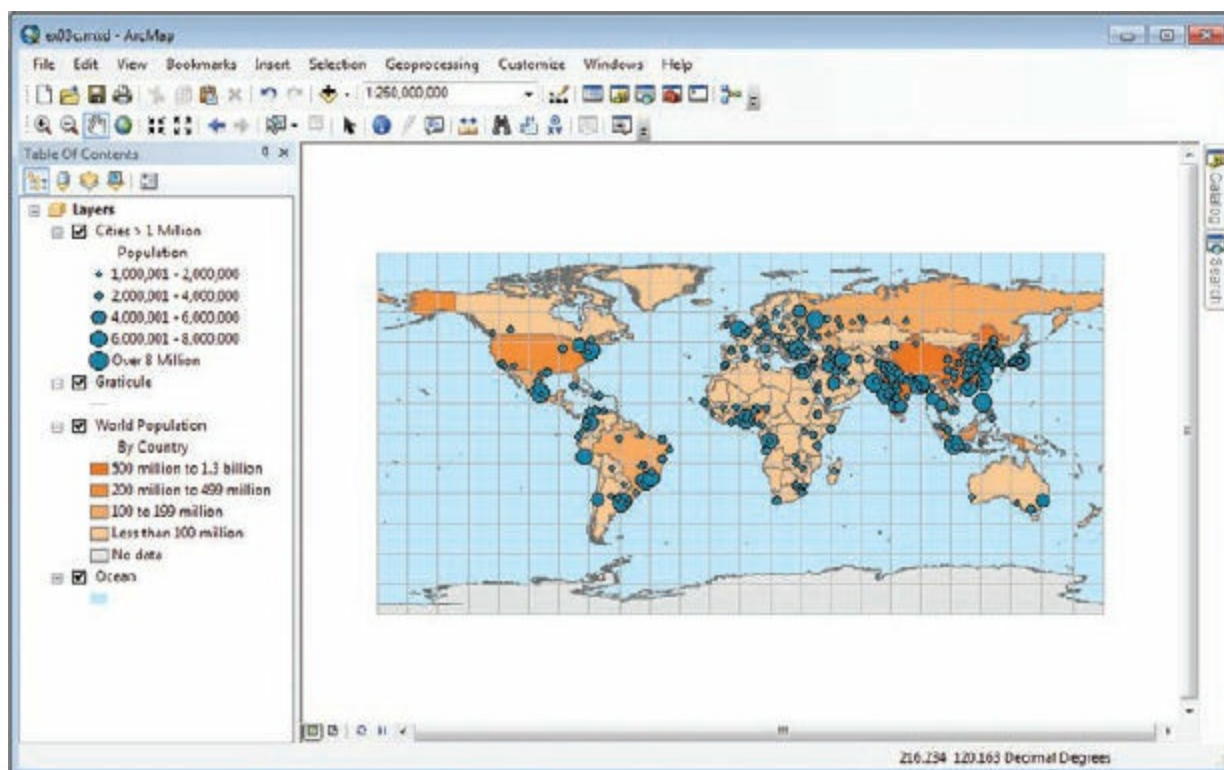 ex03c.mxd - ArcMap
File Edit View Bookmarks Insert Selection Geoprocessing Customize Windows Help
1:260,000,000
Table Of Contents
Layers
Cities > 1 Million
Population
1,000,001 - 2,000,000
2,000,001 - 4,000,000
4,000,001 - 6,000,000
6,000,001 - 8,000,000
Over 8 Million
Graticule
World Population
By Country
500 million to 1.3 billion
200 million to 499 million
100 to 199 million
Less than 100 million
No data
Ocean
Catalog
Search
216.234 120.163 Decimal Degrees